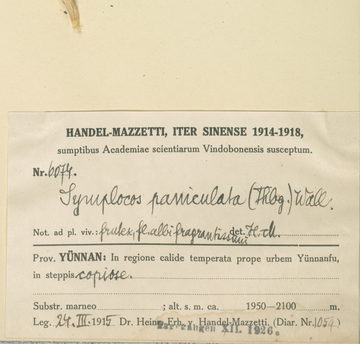 HANDEL-MAZZETTI, ITER SINENSE 1914-1918,
sumptibus Academiae scientiarum Vindobonensis susceptum.
Nr. 6074.
Symplocos paniculata (Thbg.) Wall.
Not. ad pl. viv.: frutex, fl. albi fragrantissimi det. H.-M.
Prov. YÜNNAN: In regione calide temperata prope urbem Yünnanfu,
in steppis copiose.
Substr. marneo ; alt. s. m. ca. 1950—2100 m.
Leg. 24. III. 1915 Dr. Heinr. Frh. v. Handel-Mazzetti. (Diar. Nr. 1059)
XII. 1926.